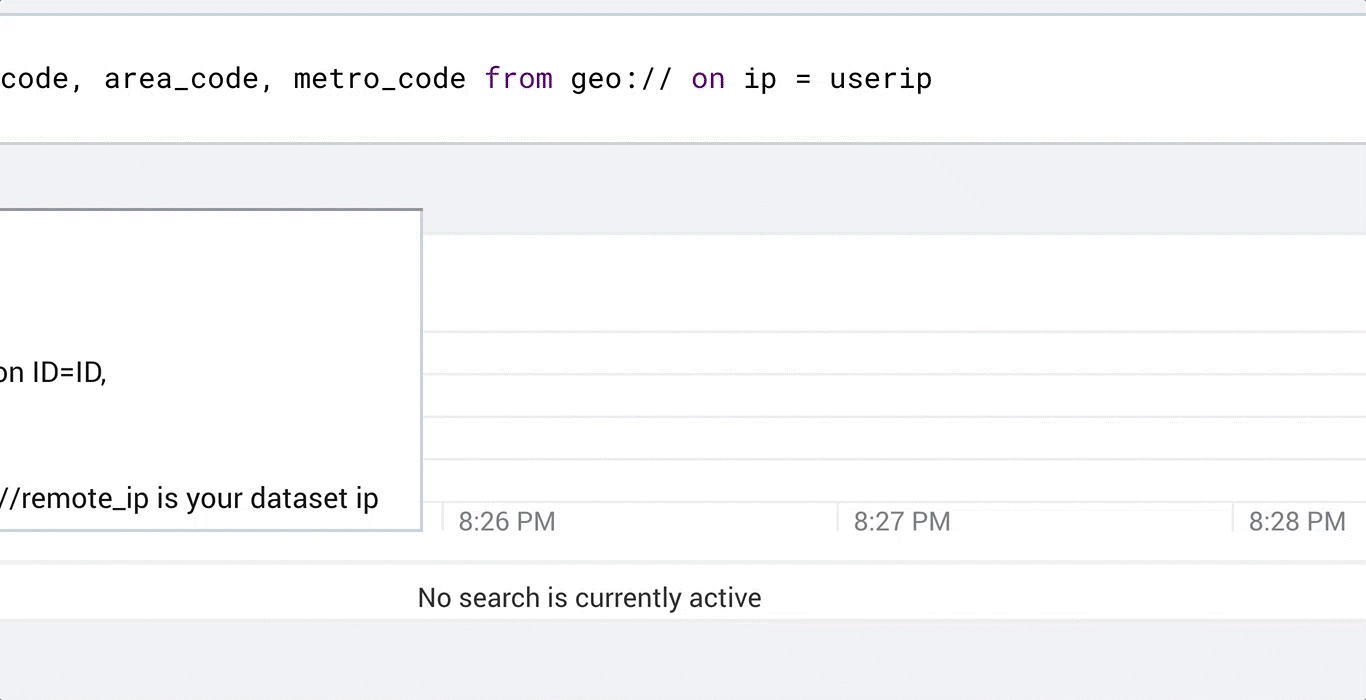 code, area_code, metro_code from geo:// on ip = userip
on ID=ID,
//remote_ip is your dataset ip
8:26 PM 8:27 PM 8:28 PM
No search is currently active